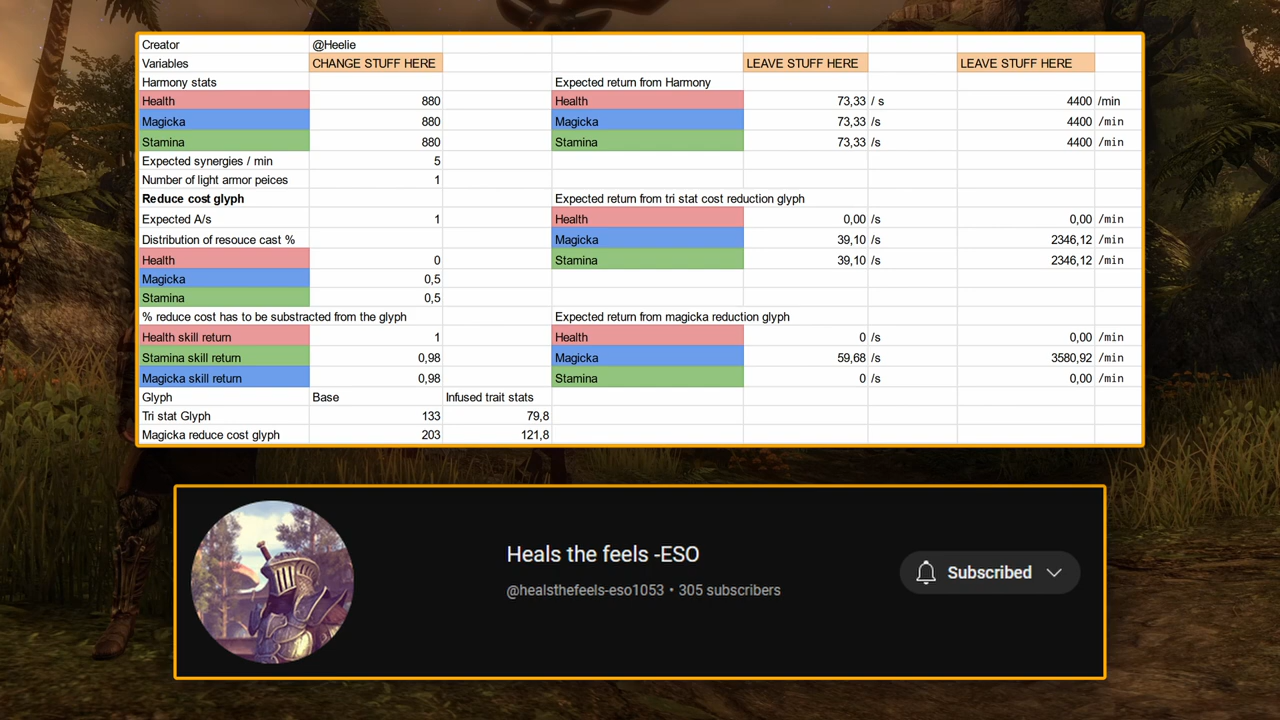 Creator @Heelie
Variables CHANGE STUFF HERE LEAVE STUFF HERE LEAVE STUFF HERE
Harmony stats Expected return from Harmony
Health 880 Health 73,33 / s 4400 /min
Magicka 880 Magicka 73,33 /s 4400 /min
Stamina 880 Stamina 73,33 /s 4400 /min
Expected synergies / min 5
Number of light armor peices 1
Reduce cost glyph Expected return from tri stat cost reduction glyph
Expected A/s 1 Health 0,00 /s 0,00 /min
Distribution of resouce cast % Magicka 39,10 /s 2346,12 /min
Health 0 Stamina 39,10 /s 2346,12 /min
Magicka 0,5
Stamina 0,5
% reduce cost has to be substracted from the glyph Expected return from magicka reduction glyph
Health skill return 1 Health 0 /s 0,00 /min
Stamina skill return 0,98 Magicka 59,68 /s 3580,92 /min
Magicka skill return 0,98 Stamina 0 /s 0,00 /min
Glyph Base Infused trait stats
Tri stat Glyph 133 79,8
Magicka reduce cost glyph 203 121,8
Heals the feels -ESO
@healsthefeels-eso1053 • 305 subscribers
Subscribed